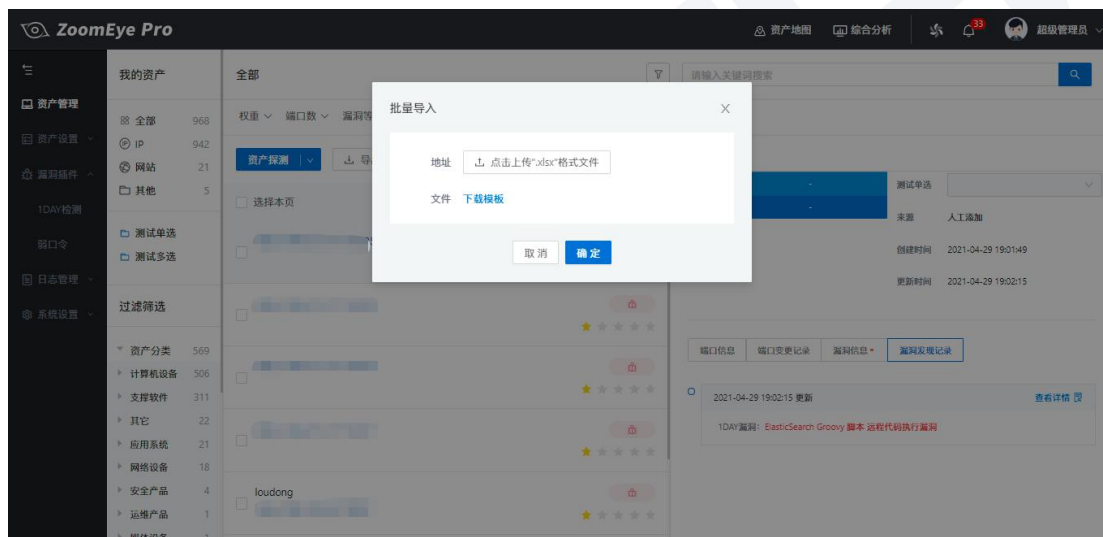 ZoomEye Pro
资产地图
综合分析
33
超级管理员
资产管理
资产设置
漏洞插件
1DAY检测
弱口令
日志管理
系统设置
我的资产
全部 968
IP 942
网站 21
其他 5
测试单选
测试多选
过滤筛选
资产分类 569
计算机设备 506
支撑软件 311
其它 22
应用系统 21
网络设备 18
安全产品 4
运维产品 1
全部
权重 端口数 漏洞等
资产探测
选择本页
loudong
请输入关键词搜索
批量导入
地址 点击上传".xlsx"格式文件
文件 下载模板
取消 确定
测试单选
来源 人工添加
创建时间 2021-04-29 19:01:49
更新时间 2021-04-29 19:02:15
端口信息 端口变更记录 漏洞信息 漏洞发现记录
2021-04-29 19:02:15 更新 查看详情
1DAY漏洞: ElasticSearch Groovy 脚本 远程代码执行漏洞